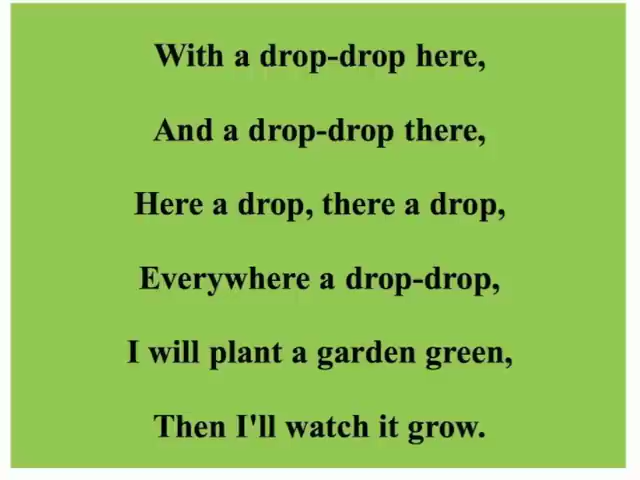 With a drop-drop here,
And a drop-drop there,
Here a drop, there a drop,
Everywhere a drop-drop,
I will plant a garden green,
Then I'll watch it grow.